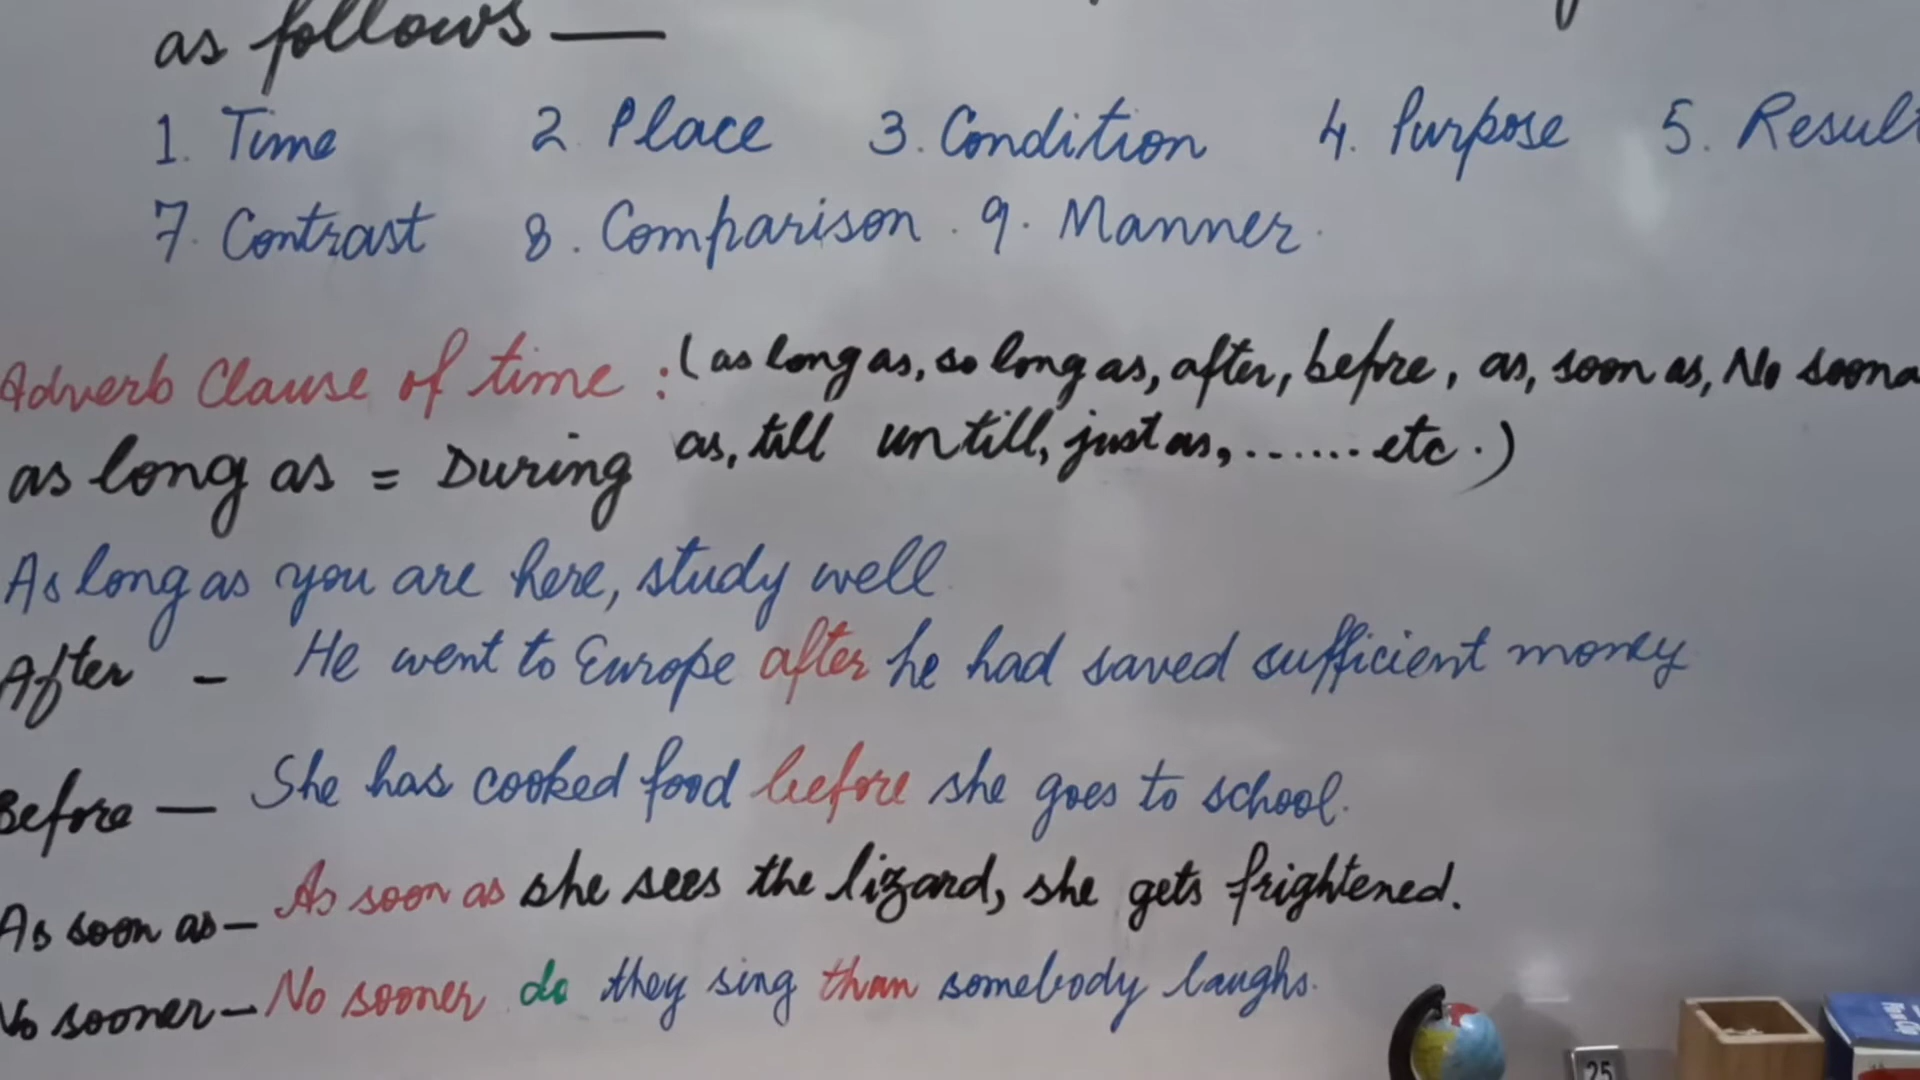 as follows —
1. Time 2. Place 3. Condition 4. Purpose 5. Resul
7. Contrast 8. Comparison 9. Manner
Adverb Clause of time : (as long as, so long as, after, before, as, soon as, No soone
as, till un till, just as, ....... etc.)
as long as = During
As long as you are here, study well
After - He went to Europe after he had saved sufficient money
Before — She has cooked food before she goes to school.
As soon as — As soon as she sees the lizard, she gets frightened.
No sooner — No sooner do they sing than somebody laughs.
25